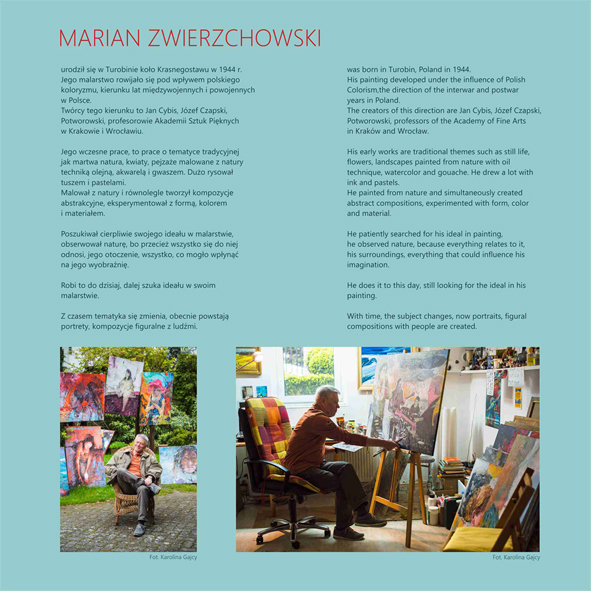 MARIAN ZWIERZCHOWSKI
urodził się w Turobinie koło Krasnegostawu w 1944 r.
Jego malarstwo rowijało się pod wpływem polskiego
koloryzmu, kierunku lat międzywojennych i powojennych
w Polsce.
Twórcy tego kierunku to Jan Cybis, Józef Czapski,
Potworowski, profesorowie Akademii Sztuk Pięknych
w Krakowie i Wrocławiu.
Jego wczesne prace, to prace o tematyce tradycyjnej
jak martwa natura, kwiaty, pejzaże malowane z natury
techniką olejną, akwarelą i gwaszem. Dużo rysował
tuszem i pastelami.
Malował z natury i równolegle tworzył kompozycje
abstrakcyjne, eksperymentował z formą, kolorem
i materiałem.
Poszukiwał cierpliwie swojego ideału w malarstwie,
obserwował naturę, bo przecież wszystko się do niej
odnosi, jego otoczenie, wszystko, co mogło wpłynąć
na jego wyobraźnię.
Robi to do dzisiaj, dalej szuka ideału w swoim
malarstwie.
Z czasem tematyka się zmienia, obecnie powstają
portrety, kompozycje figuralne z ludźmi.
was born in Turobin, Poland in 1944.
His painting developed under the influence of Polish
Colorism,the direction of the interwar and postwar
years in Poland.
The creators of this direction are Jan Cybis, Józef Czapski,
Potworowski, professors of the Academy of Fine Arts
in Kraków and Wrocław.
His early works are traditional themes such as still life,
flowers, landscapes painted from nature with oil
technique, watercolor and gouache. He drew a lot with
ink and pastels.
He painted from nature and simultaneously created
abstract compositions, experimented with form, color
and material.
He patiently searched for his ideal in painting,
he observed nature, because everything relates to it,
his surroundings, everything that could influence his
imagination.
He does it to this day, still looking for the ideal in his
painting.
With time, the subject changes, now portraits, figural
compositions with people are created.
Fot. Karolina Gajcy
Fot. Karolina Gajcy